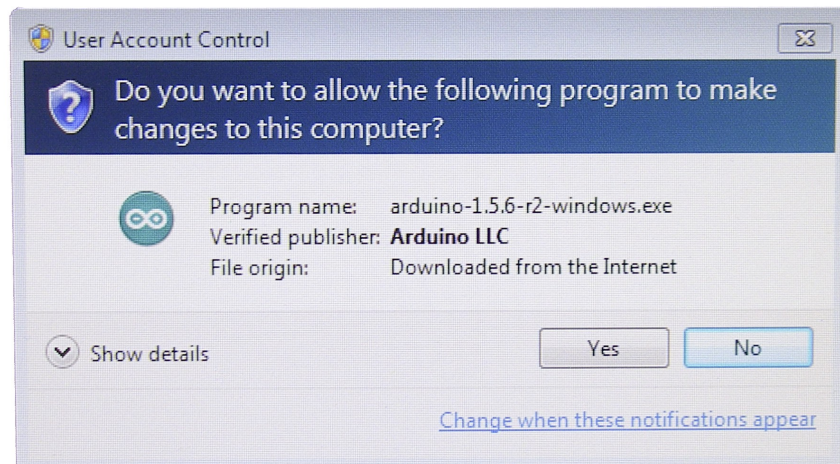 User Account Control
Do you want to allow the following program to make
changes to this computer?
Program name: arduino-1.5.6-r2-windows.exe
Verified publisher: Arduino LLC
File origin: Downloaded from the Internet
Show details
Yes
No
Change when these notifications appear